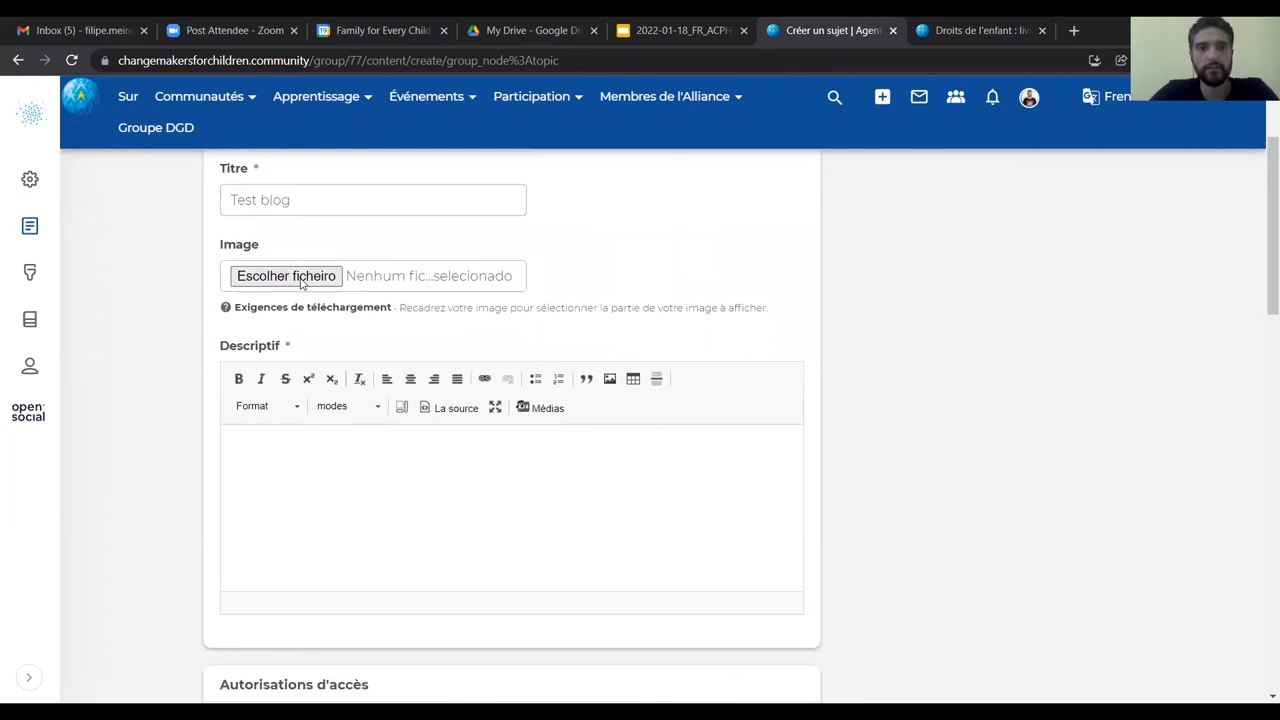 Inbox (5) - filipe.meire
Post Attendee - Zoom
Family for Every Child
My Drive - Google Dr
2022-01-18_FR_ACPH
Créer un sujet | Agent
Droits de l'enfant : liv
changemakersforchildren.community/group/77/content/create/group_node%3Atopic
Sur Communautés Apprentissage Événements Participation Membres de l'Alliance
Fren
Groupe DGD
Titre *
Test blog
Image
Escolher ficheiro Nenhum fic...selecionado
Exigences de téléchargement · Recadrez votre image pour sélectionner la partie de votre image à afficher.
Descriptif *
Format modes La source Médias
open
social
Autorisations d'accès